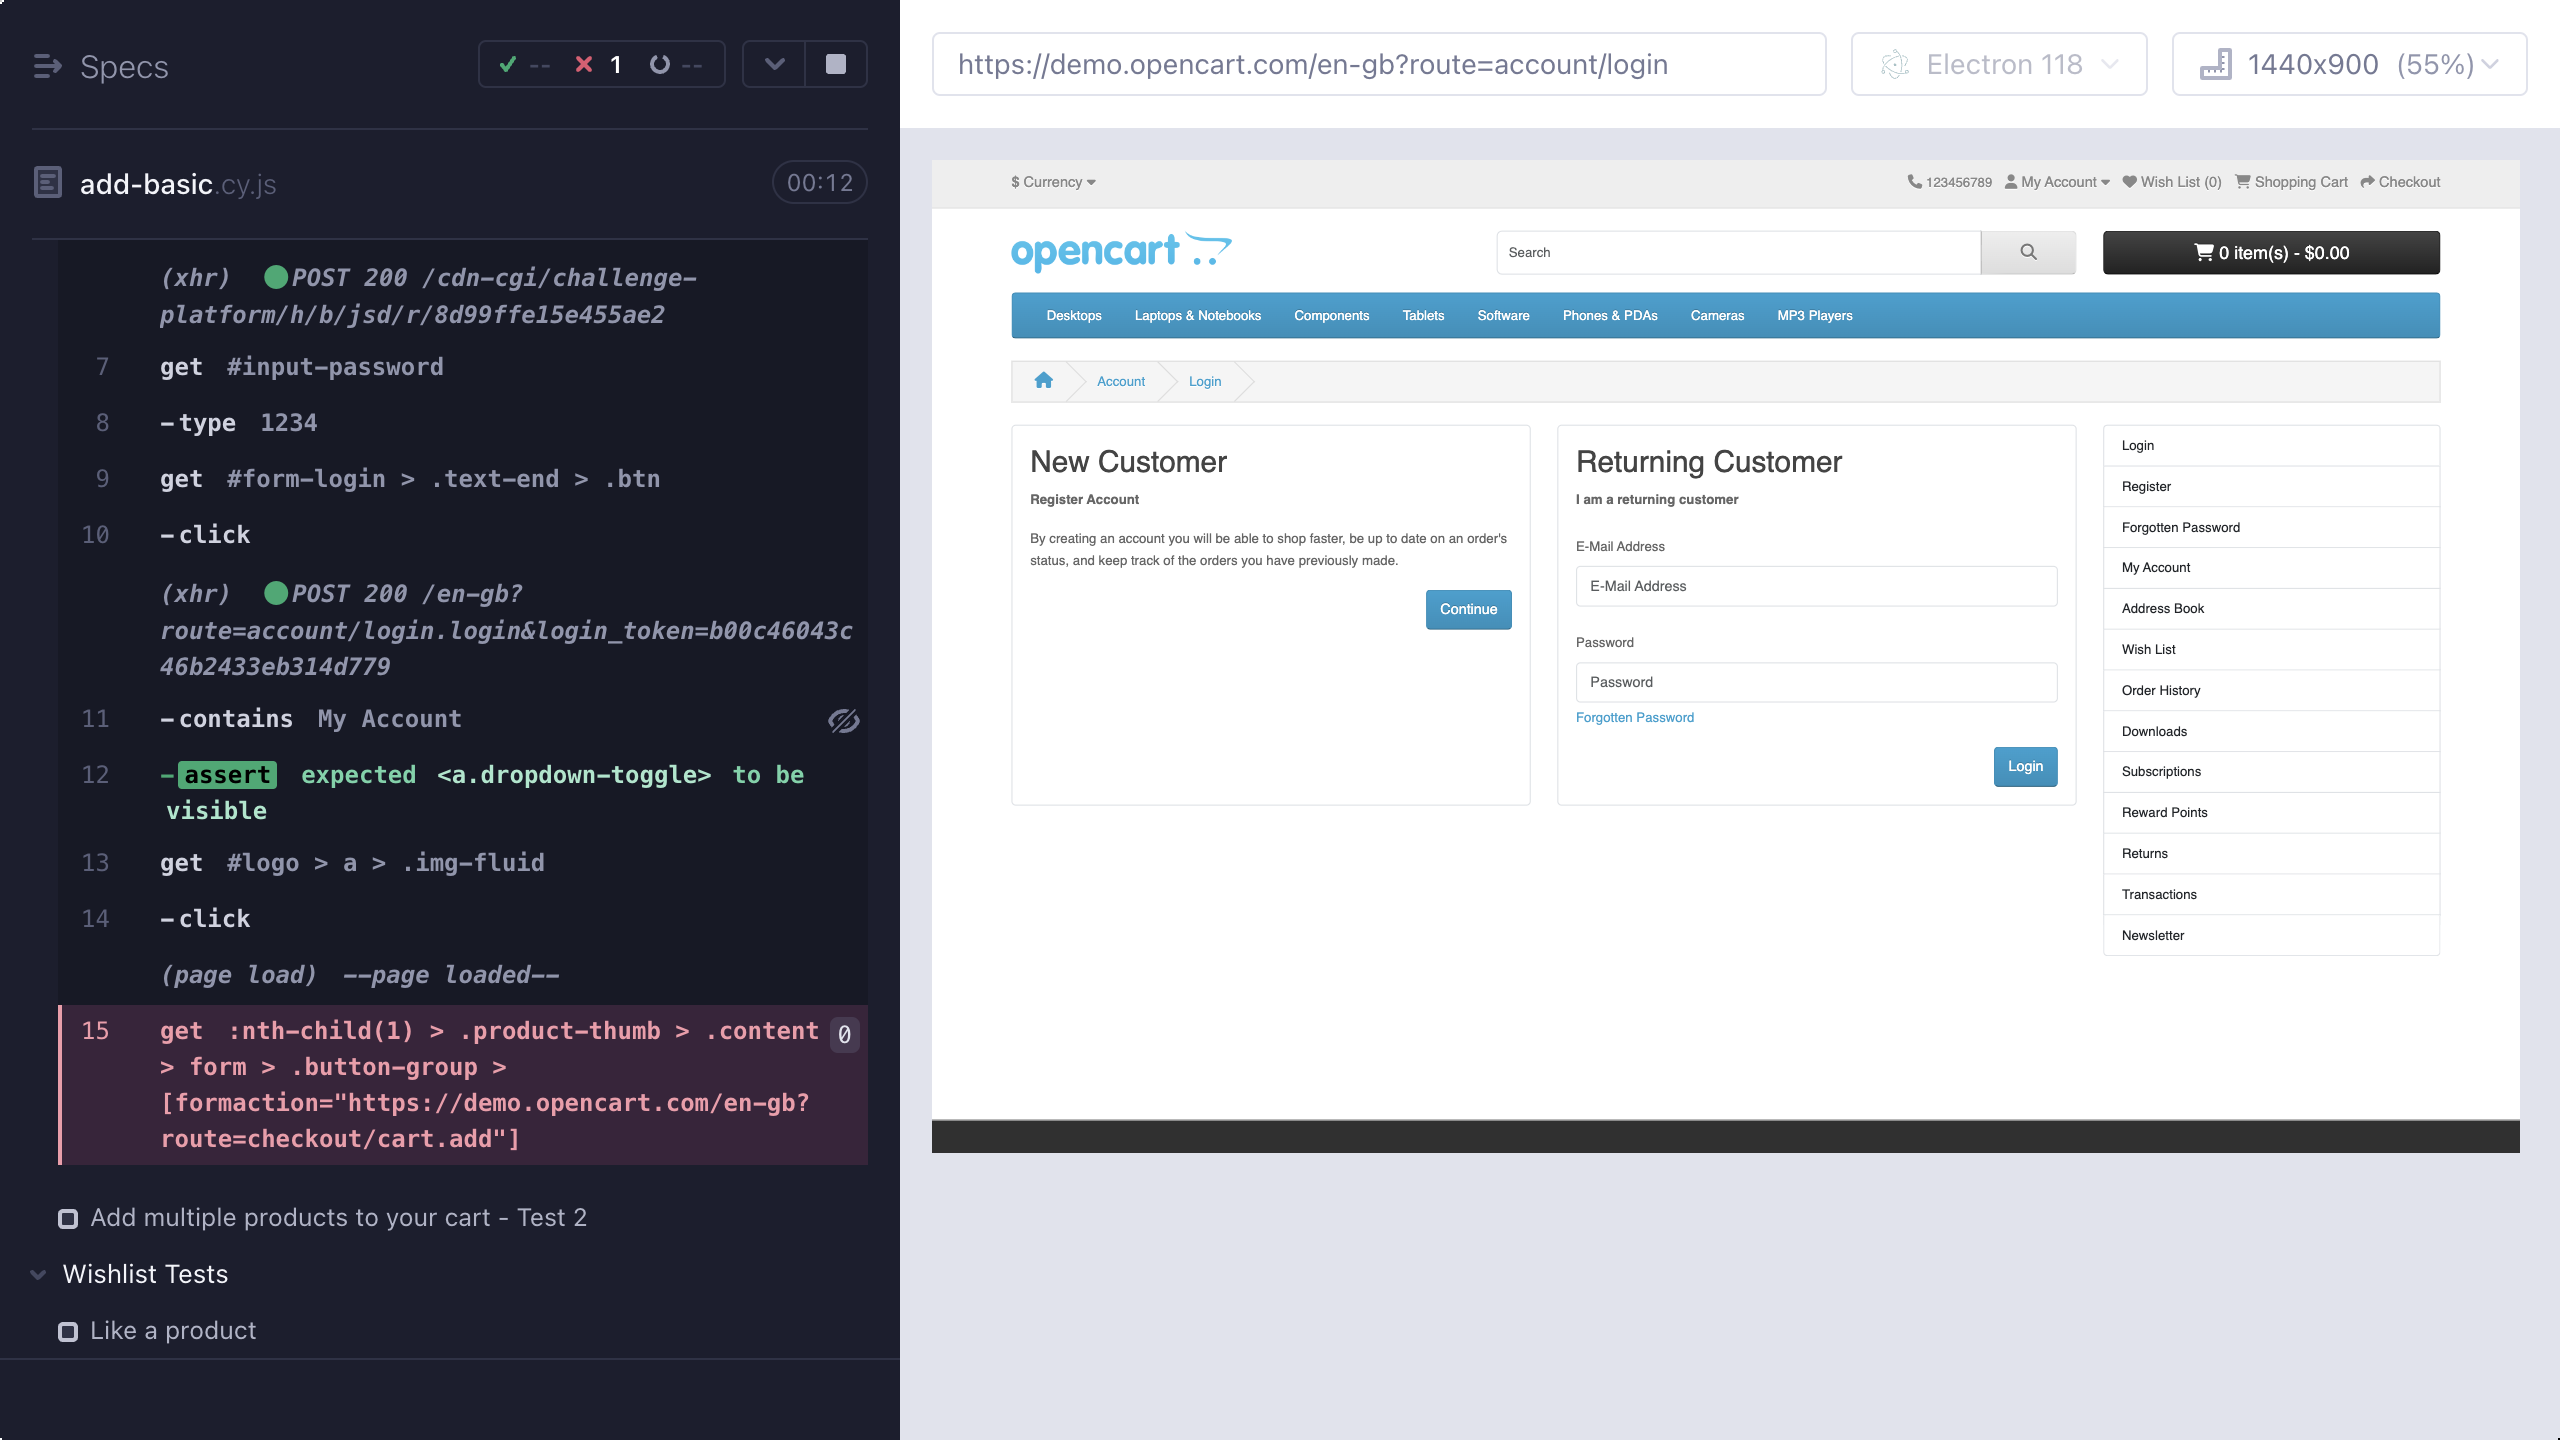 Specs
-- 1 --
add-basic.cy.js 00:12
(xhr) POST 200 /cdn-cgi/challenge-
platform/h/b/jsd/r/8d99ffe15e455ae2
7 get #input-password
8 -type 1234
9 get #form-login > .text-end > .btn
10 -click
(xhr) POST 200 /en-gb?
route=account/login.login&login_token=b00c46043c
46b2433eb314d779
11 -contains My Account
12 -assert expected <a.dropdown-toggle> to be
visible
13 get #logo > a > .img-fluid
14 -click
(page load) --page loaded--
15 get :nth-child(1) > .product-thumb > .content 0
> form > .button-group >
[formaction="https://demo.opencart.com/en-gb?
route=checkout/cart.add"]
Add multiple products to your cart - Test 2
Wishlist Tests
Like a product
https://demo.opencart.com/en-gb?route=account/login
Electron 118
1440x900 (55%)
$ Currency
123456789 My Account Wish List (0) Shopping Cart Checkout
opencart
Search
0 item(s) - $0.00
Desktops Laptops & Notebooks Components Tablets Software Phones & PDAs Cameras MP3 Players
Account Login
New Customer
Register Account
By creating an account you will be able to shop faster, be up to date on an order's
status, and keep track of the orders you have previously made.
Continue
Returning Customer
I am a returning customer
E-Mail Address
E-Mail Address
Password
Password
Forgotten Password
Login
Login
Register
Forgotten Password
My Account
Address Book
Wish List
Order History
Downloads
Subscriptions
Reward Points
Returns
Transactions
Newsletter